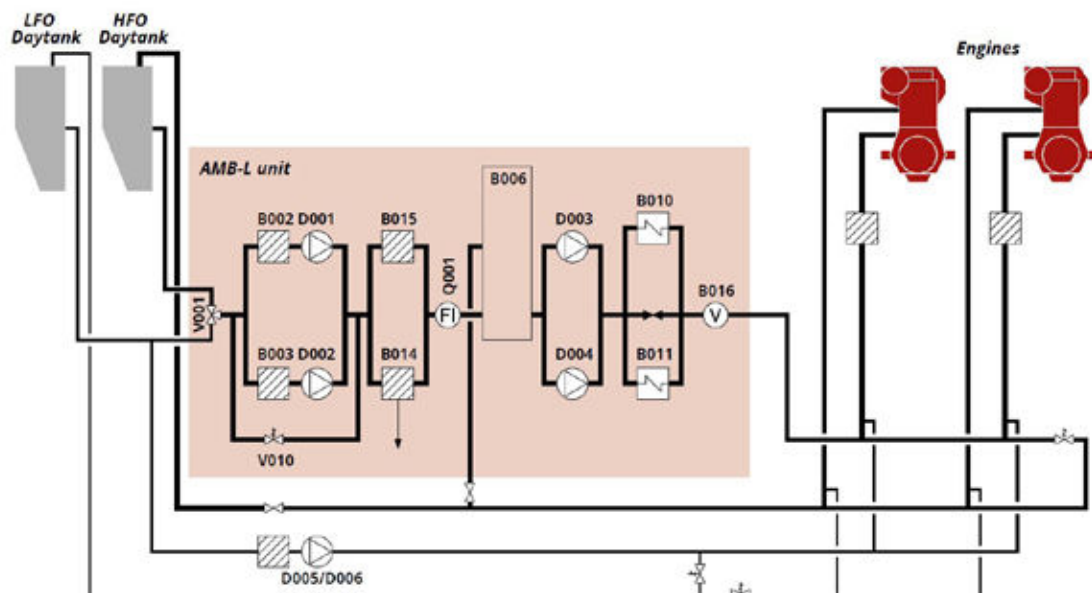 LFO
Daytank
HFO
Daytank
Engines
AMB-L unit
B006
B002 D001
B015
D003
B010
Q001
V001
FI
B016
V
B003 D002
B014
D004
B011
V010
D005/D006